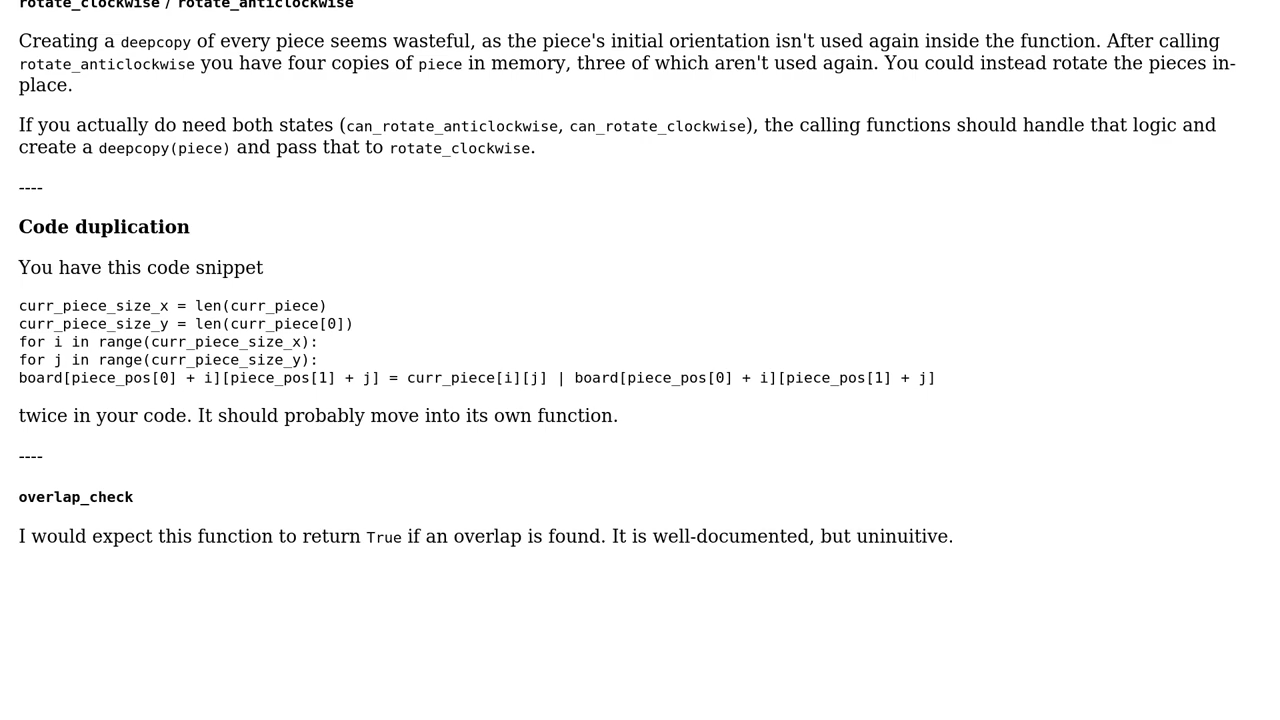 rotate_clockwise / rotate_anticlockwise
Creating a deepcopy of every piece seems wasteful, as the piece's initial orientation isn't used again inside the function. After calling
rotate_anticlockwise you have four copies of piece in memory, three of which aren't used again. You could instead rotate the pieces in-
place.
If you actually do need both states (can_rotate_anticlockwise, can_rotate_clockwise), the calling functions should handle that logic and
create a deepcopy(piece) and pass that to rotate_clockwise.
----
Code duplication
You have this code snippet
curr_piece_size_x = len(curr_piece)
curr_piece_size_y = len(curr_piece[0])
for i in range(curr_piece_size_x):
for j in range(curr_piece_size_y):
board[piece_pos[0] + i][piece_pos[1] + j] = curr_piece[i][j] | board[piece_pos[0] + i][piece_pos[1] + j]
twice in your code. It should probably move into its own function.
----
overlap_check
I would expect this function to return True if an overlap is found. It is well-documented, but uninuitive.